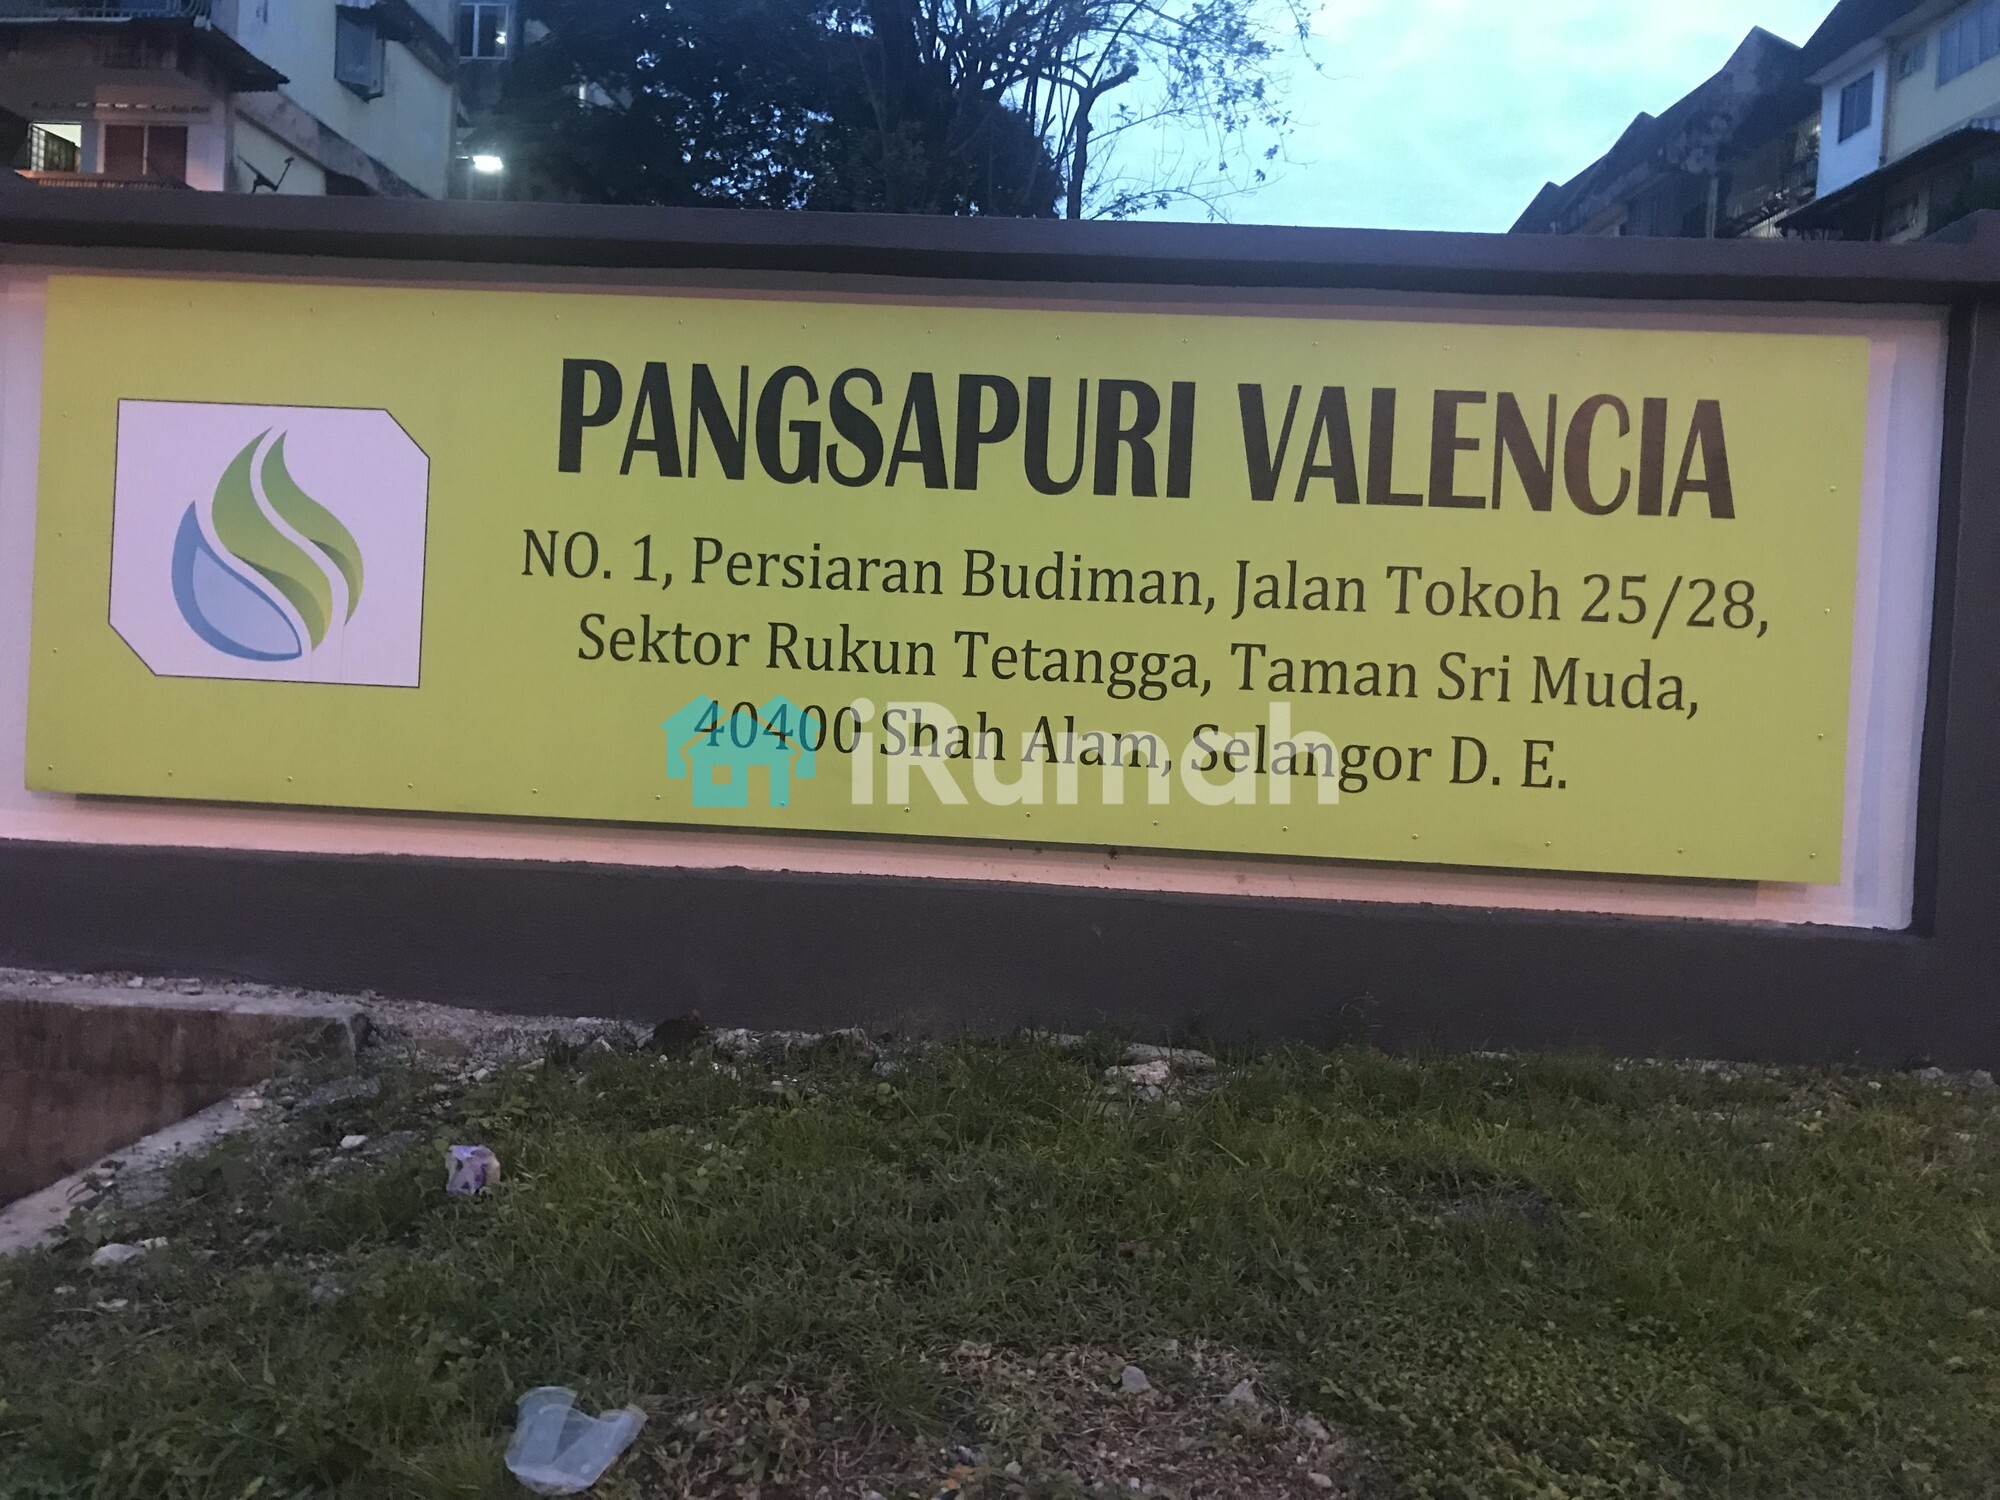 PANGSAPURI VALENCIA
NO. 1, Persiaran Budiman, Jalan Tokoh 25/28,
Sektor Rukun Tetangga, Taman Sri Muda,
40400 Shah Alam, Selangor D. E.
iRumah